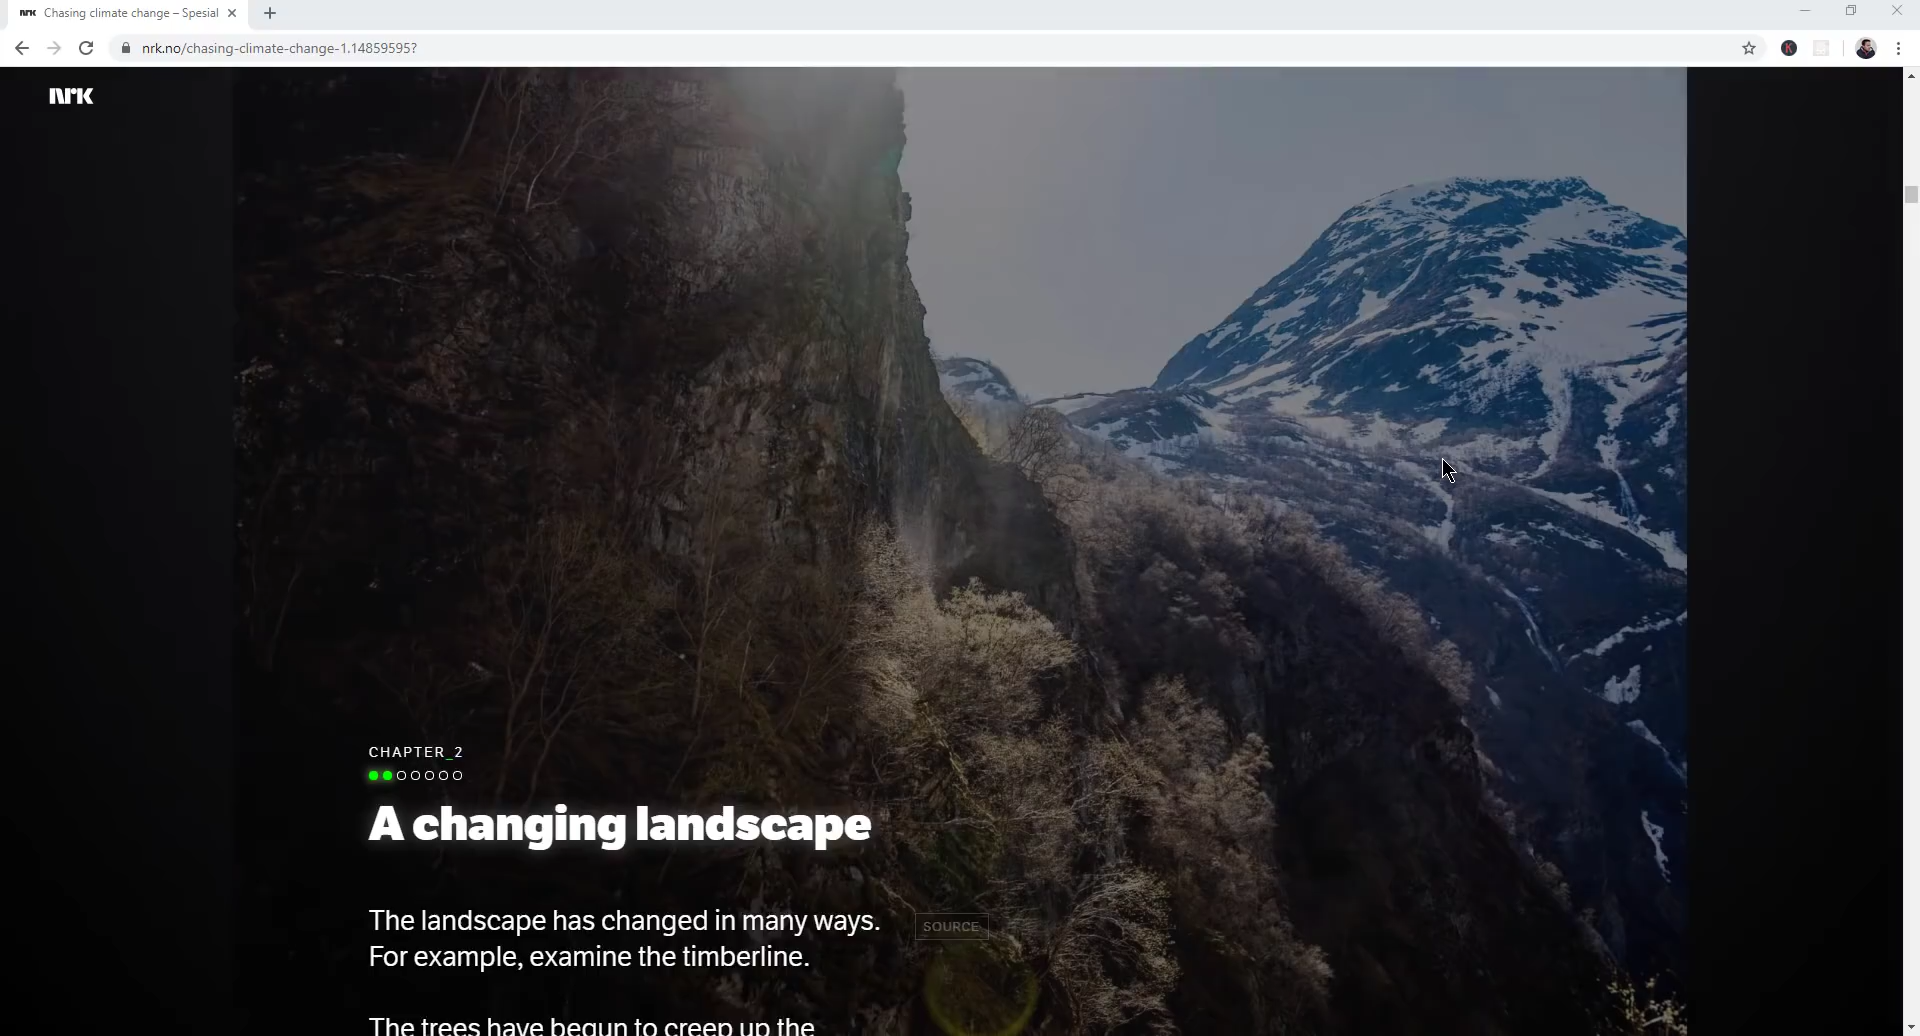 nrk Chasing climate change – Spesial
nrk.no/chasing-climate-change-1.14859595?
K
nrk
CHAPTER_2
A changing landscape
The landscape has changed in many ways.
SOURCE
For example, examine the timberline.
The trees have begun to creep up the